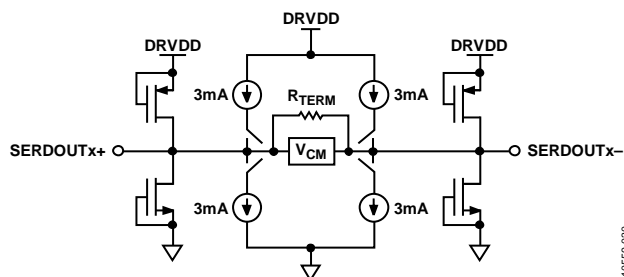 DRVDD
DRVDD
DRVDD
3mA
RTERM
3mA
SERDOUTx+
VCM
SERDOUTx–
3mA
3mA